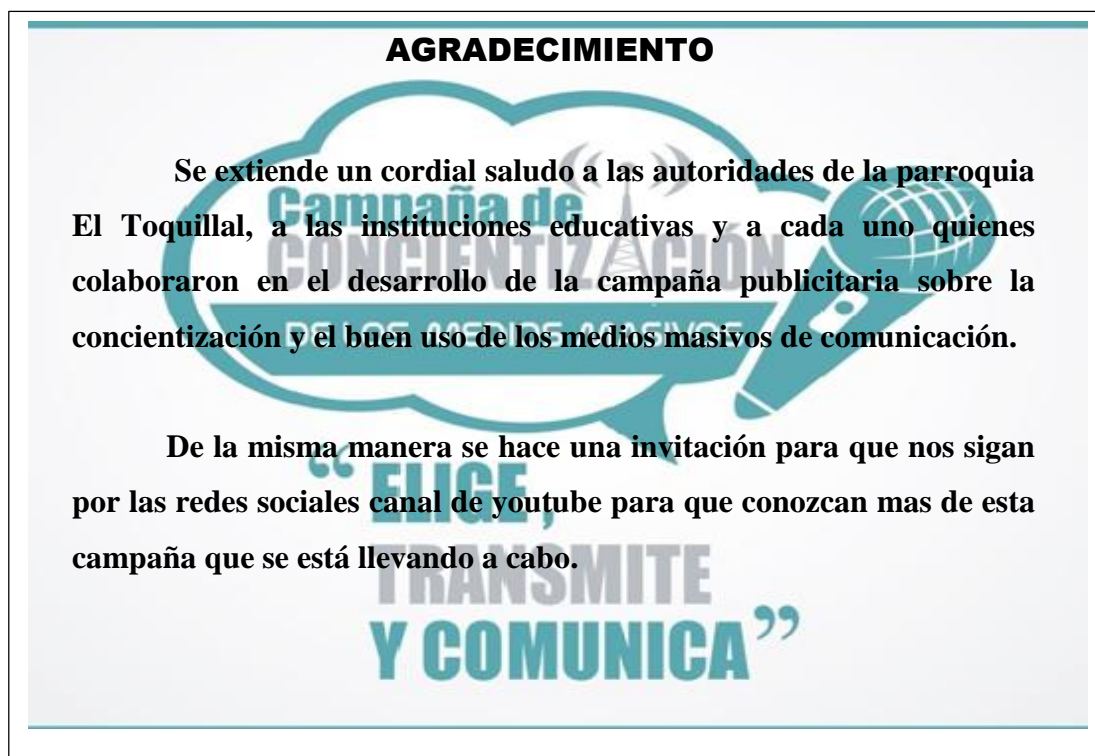 AGRADECIMIENTO
Se extiende un cordial saludo a las autoridades de la parroquia
El Toquillal, a las instituciones educativas y a cada uno quienes
Campaña de
CONCIENTIZACIÓN
colaboraron en el desarrollo de la campaña publicitaria sobre la
concientización y el buen uso de los medios masivos de comunicación.
DE LOS MEDIOS MASIVOS
De la misma manera se hace una invitación para que nos sigan
por las redes sociales canal de youtube para que conozcan mas de esta
campaña que se está llevando a cabo.
“ELIGE,
TRANSMITE
Y COMUNICA”